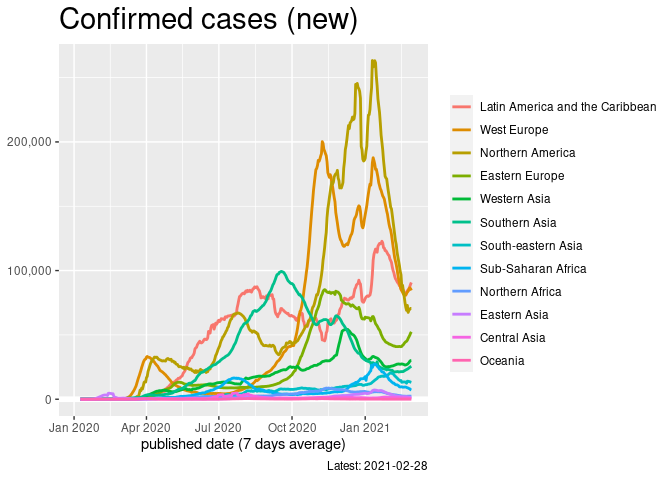 Confirmed cases (new)
200,000
100,000
0
Jan 2020
Apr 2020
Jul 2020
Oct 2020
Jan 2021
published date (7 days average)
Latin America and the Caribbean
West Europe
Northern America
Eastern Europe
Western Asia
Southern Asia
South-eastern Asia
Sub-Saharan Africa
Northern Africa
Eastern Asia
Central Asia
Oceania
Latest: 2021-02-28